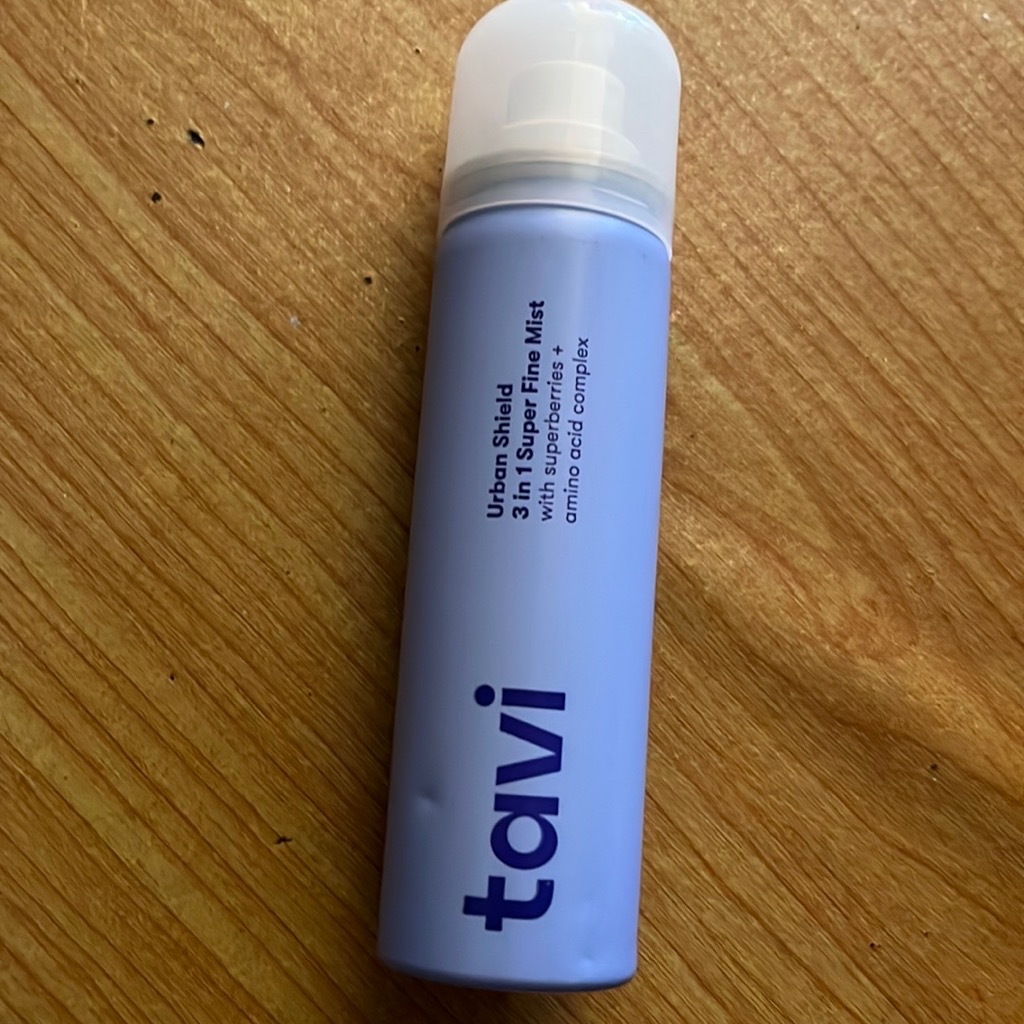 Urban Shield
3 in 1 Super Fine Mist
with superberries +
amino acid complex
tavi